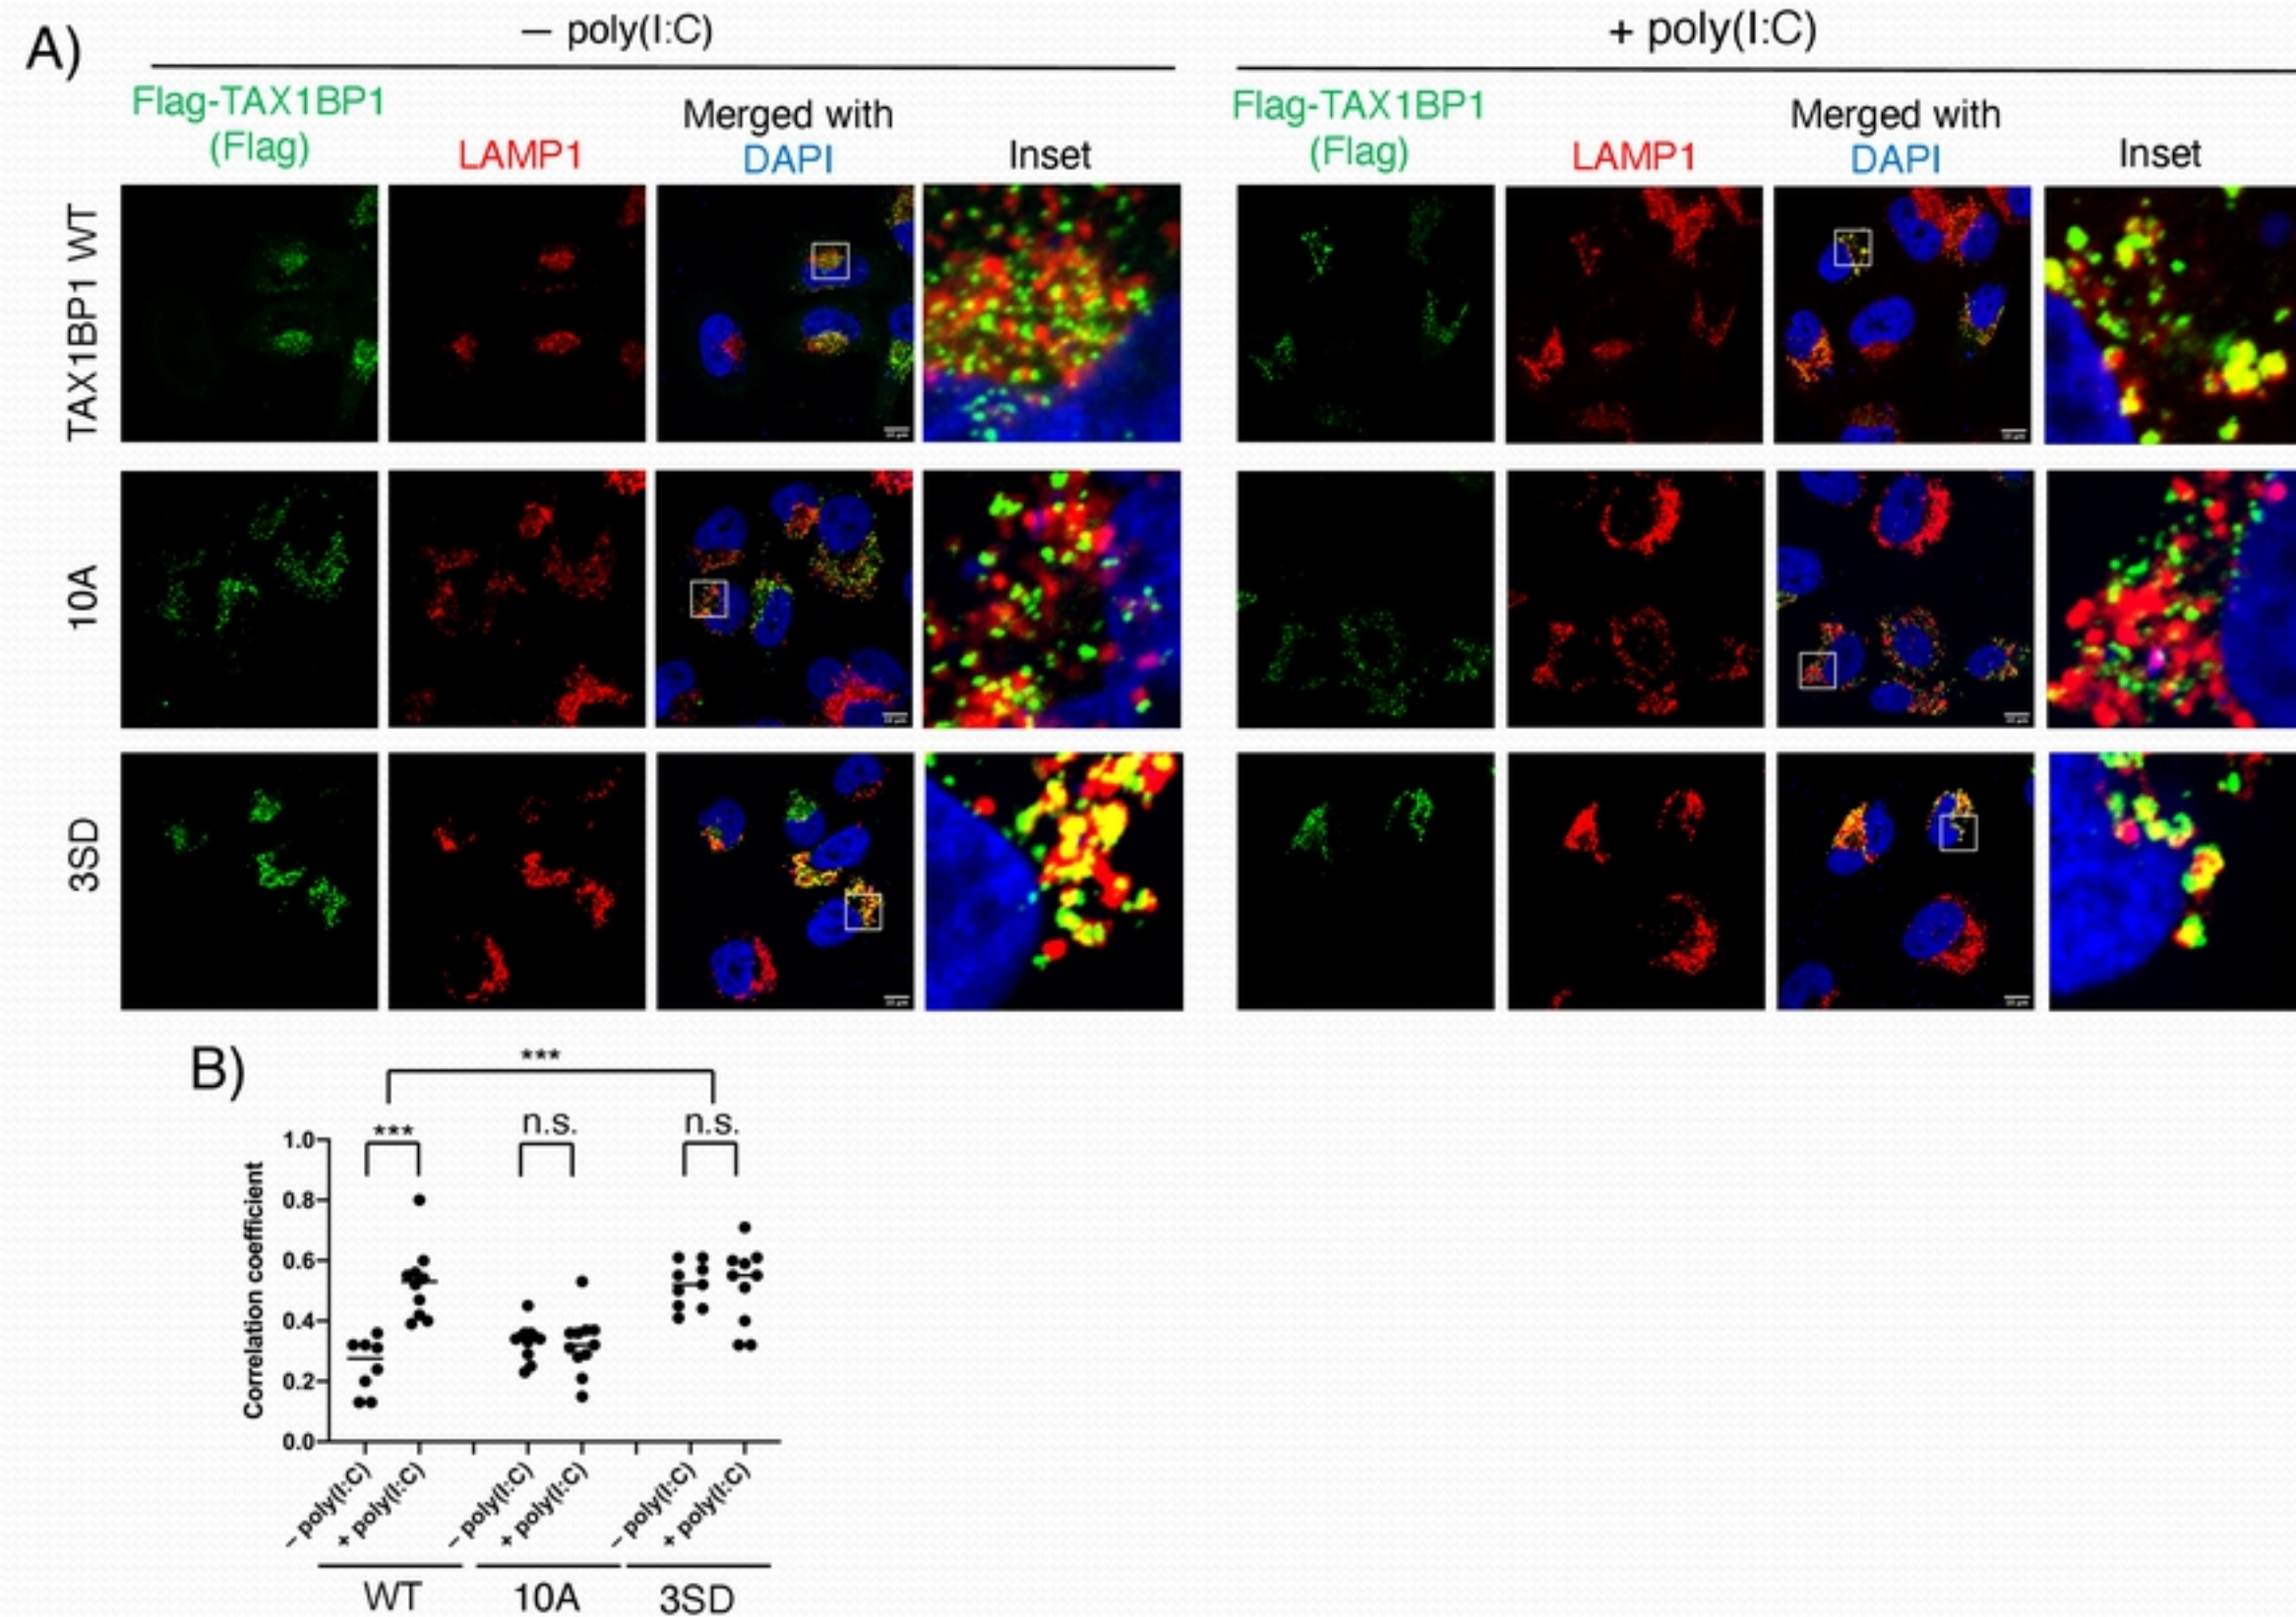 A)
— poly(I:C)
+ poly(I:C)
Flag-TAX1BP1
(Flag)
LAMP1
Merged with
DAPI
Inset
Flag-TAX1BP1
(Flag)
LAMP1
Merged with
DAPI
Inset
TAX1BP1 WT
10A
3SD
B)
***
***
n.s.
n.s.
Correlation coefficient
1.0
0.8
0.6
0.4
0.2
0.0
– poly(I:C)
+ poly(I:C)
– poly(I:C)
+ poly(I:C)
– poly(I:C)
+ poly(I:C)
WT
10A
3SD